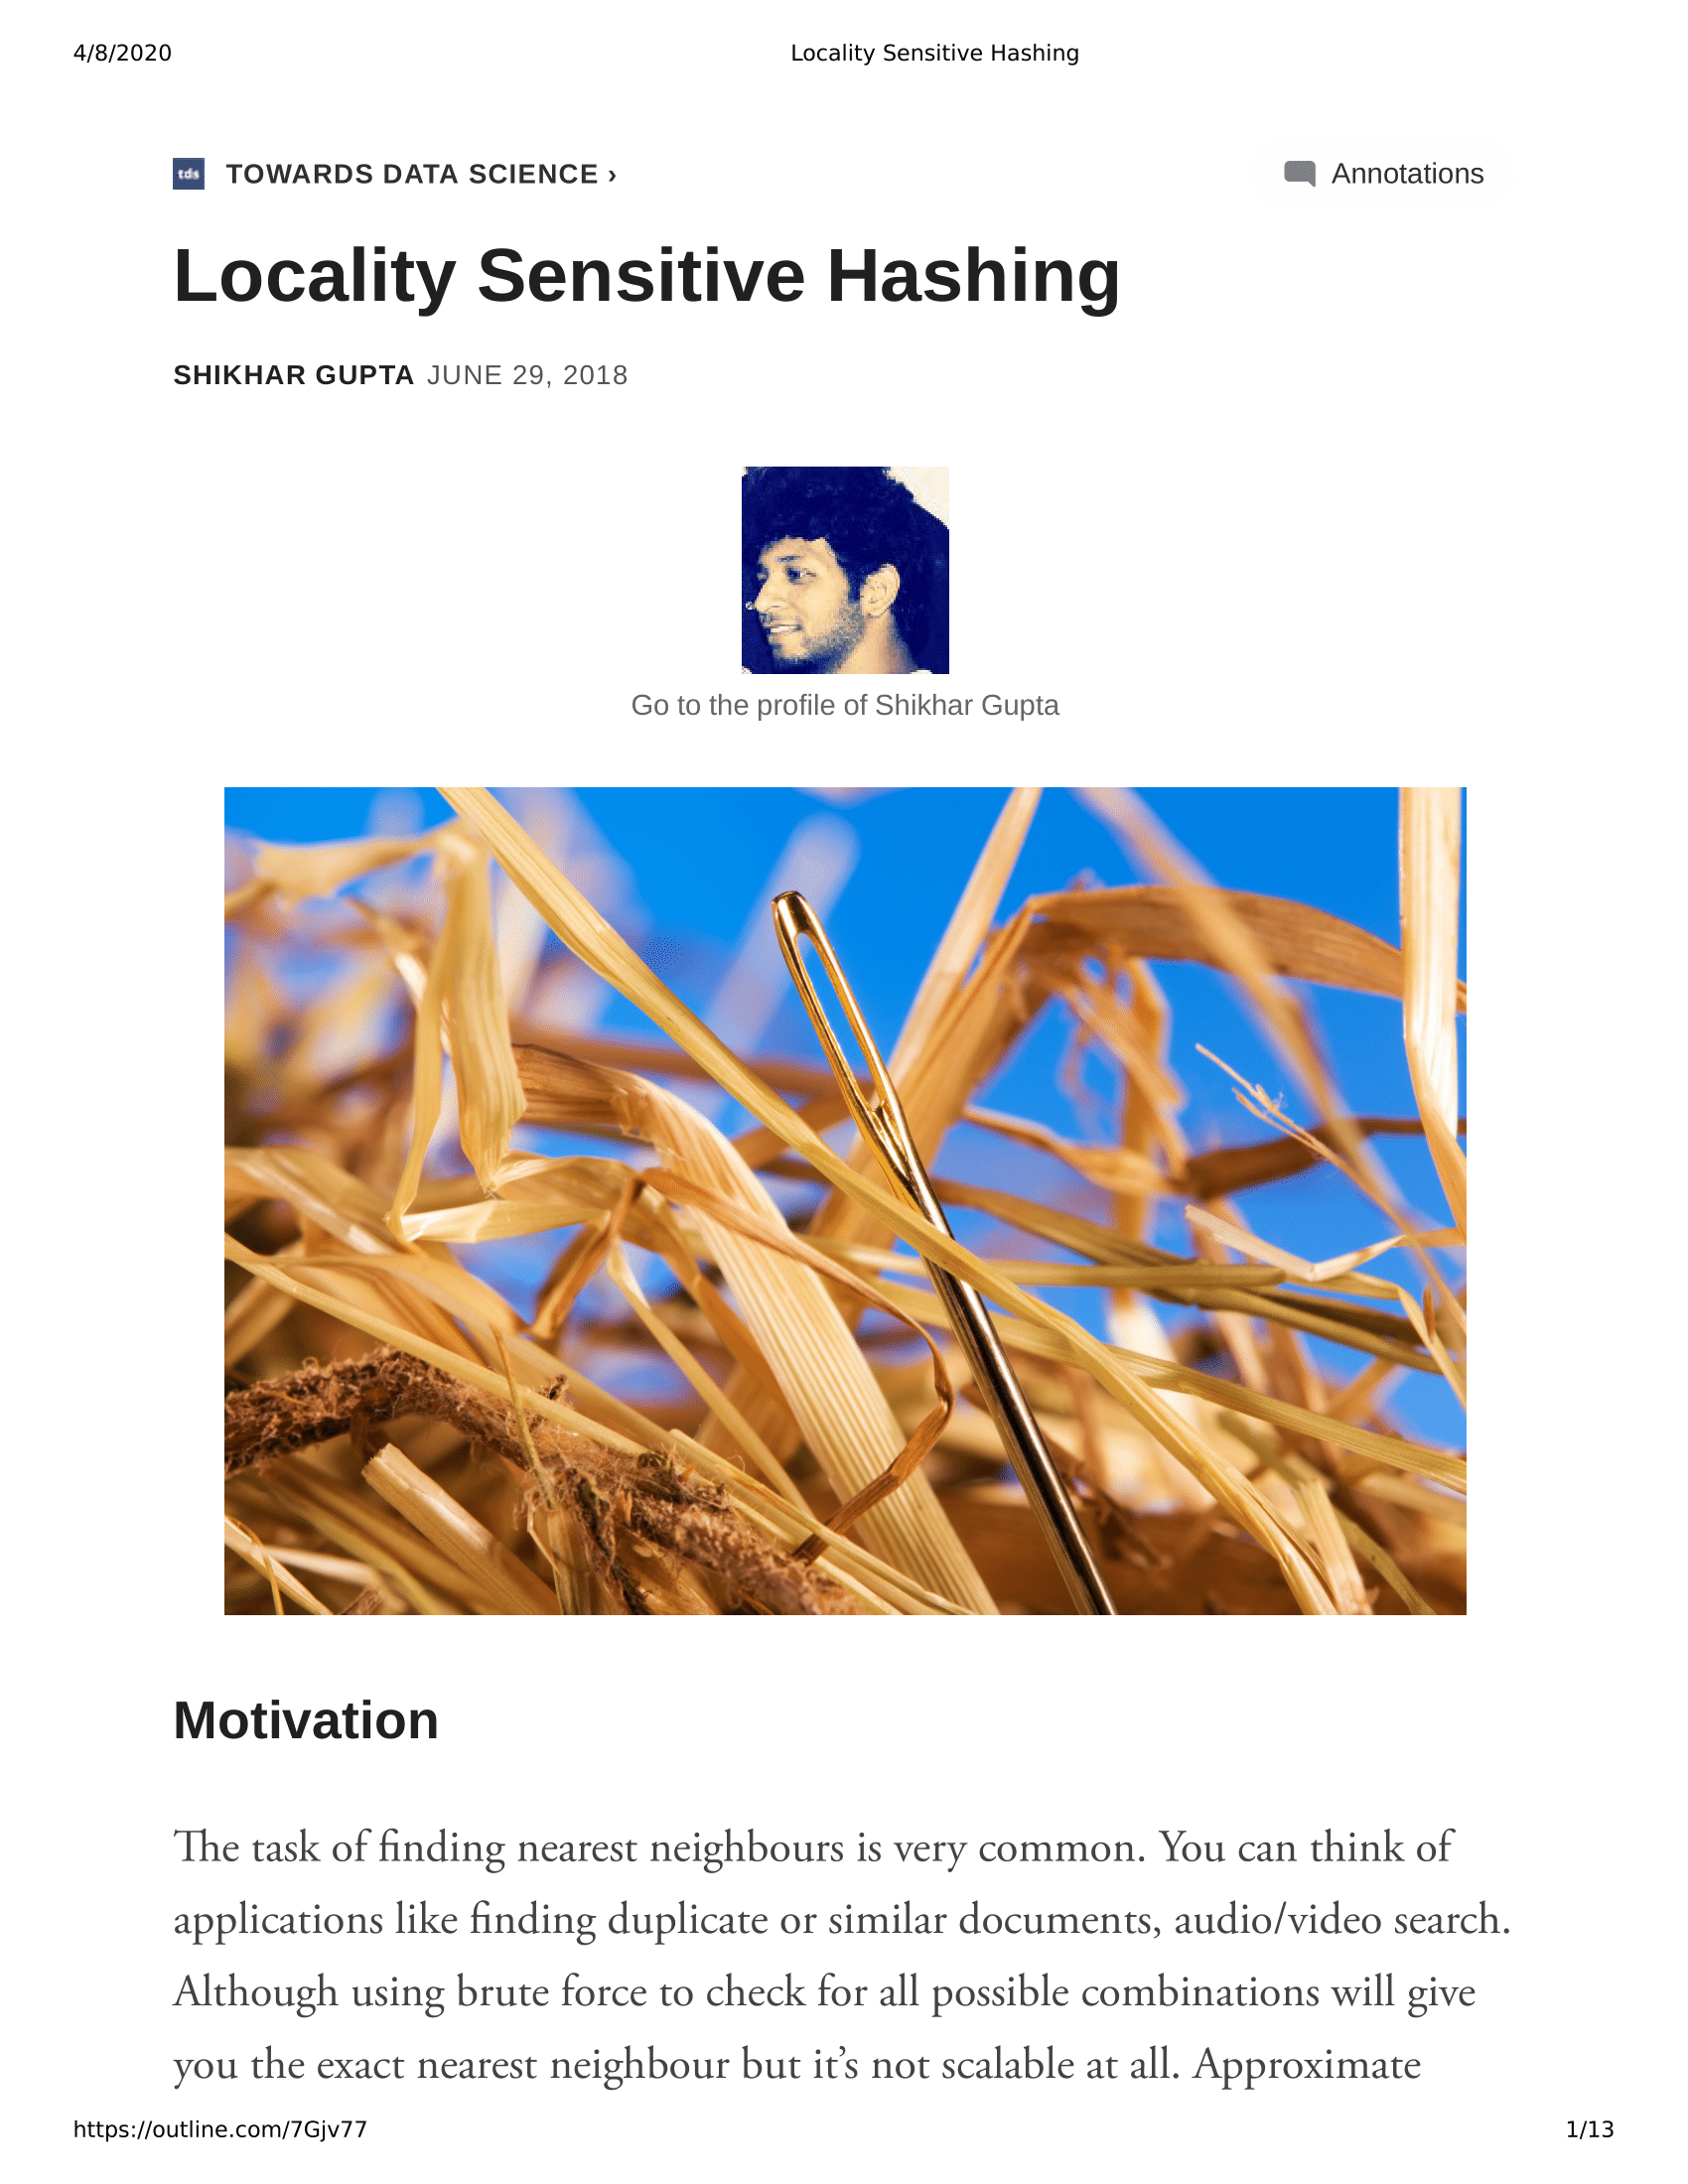 4/8/2020 Locality Sensitive Hashing
tds TOWARDS DATA SCIENCE › Annotations
Locality Sensitive Hashing
SHIKHAR GUPTA JUNE 29, 2018
Go to the profile of Shikhar Gupta
Motivation
The task of finding nearest neighbours is very common. You can think of
applications like finding duplicate or similar documents, audio/video search.
Although using brute force to check for all possible combinations will give
you the exact nearest neighbour but it’s not scalable at all. Approximate
https://outline.com/7Gjv77 1/13